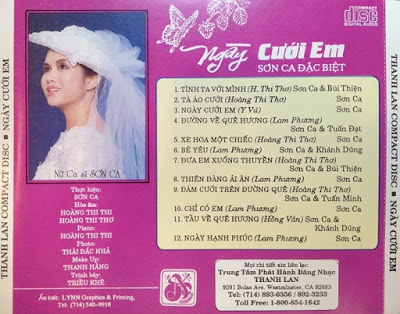 THANH LAN COMPACT DISC ■ NGÀY CƯỚI EM
Ngày Cưới Em
SƠN CA ĐẶC BIỆT
COMPACT
disc
DIGITAL AUDIO
1. TÌNH TA VỚI MÌNH (H. Thi Thơ) Sơn Ca & Bùi Thiện
2. TÀ ÁO CƯỚI (Hoàng Thi Thơ) Sơn Ca
3. NGÀY CƯỚI EM (Y Vũ) Sơn Ca
4. ĐƯỜNG VỀ QUÊ HƯƠNG (Lam Phương)
Sơn Ca & Tuấn Đạt
5. XE HOA MỘT CHIẾC (Hoàng Thi Thơ) Sơn Ca
6. BÉ YÊU (Lam Phương) Sơn Ca & Khánh Dũng
7. ĐƯA EM XUỐNG THUYỀN (Hoàng Thi Thơ)
Sơn Ca & Bùi Thiện
8. THIÊN ĐÀNG ÁI ÂN (Lam Phương) Sơn Ca
9. ĐÁM CƯỚI TRÊN ĐƯỜNG QUÊ (Hoàng Thi Thơ)
Sơn Ca & Tuấn Minh
10. CHỈ CÓ EM (Lam Phương) Sơn Ca
11. TÀU VỀ QUÊ HƯƠNG (Hồng Vân) Sơn Ca &
Khánh Dũng
12. NGÀY HẠNH PHÚC (Lam Phương) Sơn Ca
Nữ Ca sĩ SƠN CA
Thực hiện:
SƠN CA
Hòa âm:
HOÀNG THI THI
HOÀNG THI THƠ
Piano:
HOÀNG THI THI
Photo:
THÁI ĐẮC NHÃ
Make Up:
THANH HẰNG
Trình bày:
TRIỀU KHÊ
Ấn loát: LYNN Graphics & Printing,
Tel: (714) 540-9918
Mọi chi tiết xin liên lạc:
Trung Tâm Phát Hành Băng Nhạc
THANH LAN
9291 Bolsa Ave. Westminster, CA 92683
Tel: (714) 893-0356 / 892-3233
Toll Free: 1-800-854-1642
THANH LAN COMPACT DISC ■ NGÀY CƯỚI EM